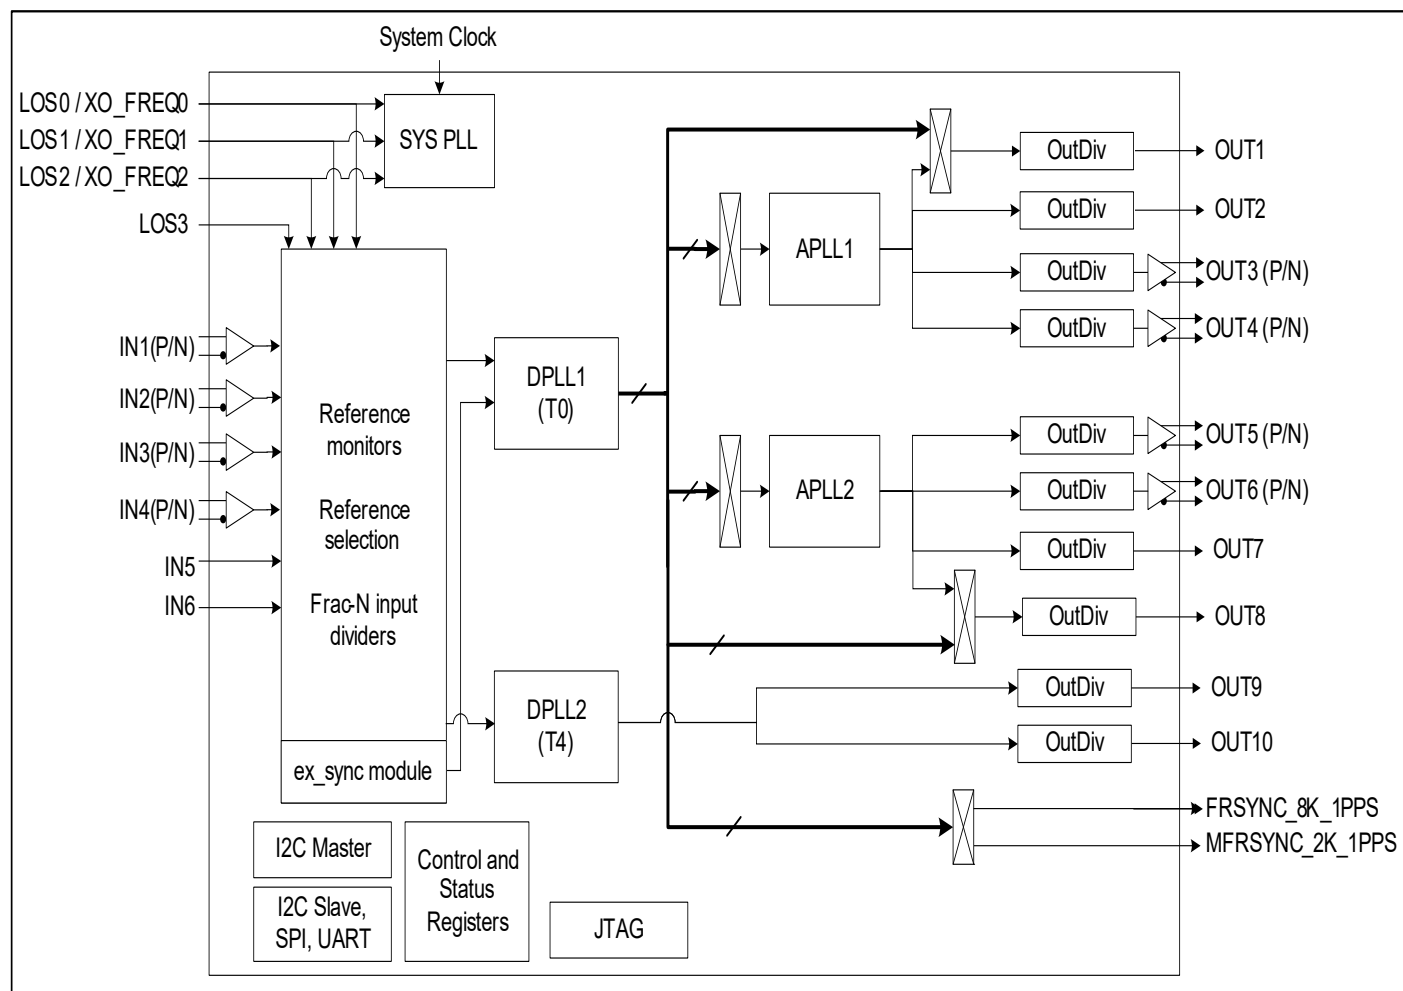 System Clock
LOS0 / XO_FREQ0
LOS1 / XO_FREQ1
LOS2 / XO_FREQ2
LOS3
SYS PLL
IN1(P/N)
IN2(P/N)
IN3(P/N)
IN4(P/N)
IN5
IN6
Reference
monitors
Reference
selection
Frac-N input
dividers
ex_sync module
DPLL1
(T0)
DPLL2
(T4)
APLL1
APLL2
OutDiv
OUT1
OutDiv
OUT2
OutDiv
OUT3 (P/N)
OutDiv
OUT4 (P/N)
OutDiv
OUT5 (P/N)
OutDiv
OUT6 (P/N)
OutDiv
OUT7
OutDiv
OUT8
OutDiv
OUT9
OutDiv
OUT10
FRSYNC_8K_1PPS
MFRSYNC_2K_1PPS
I2C Master
I2C Slave,
SPI, UART
Control and
Status
Registers
JTAG